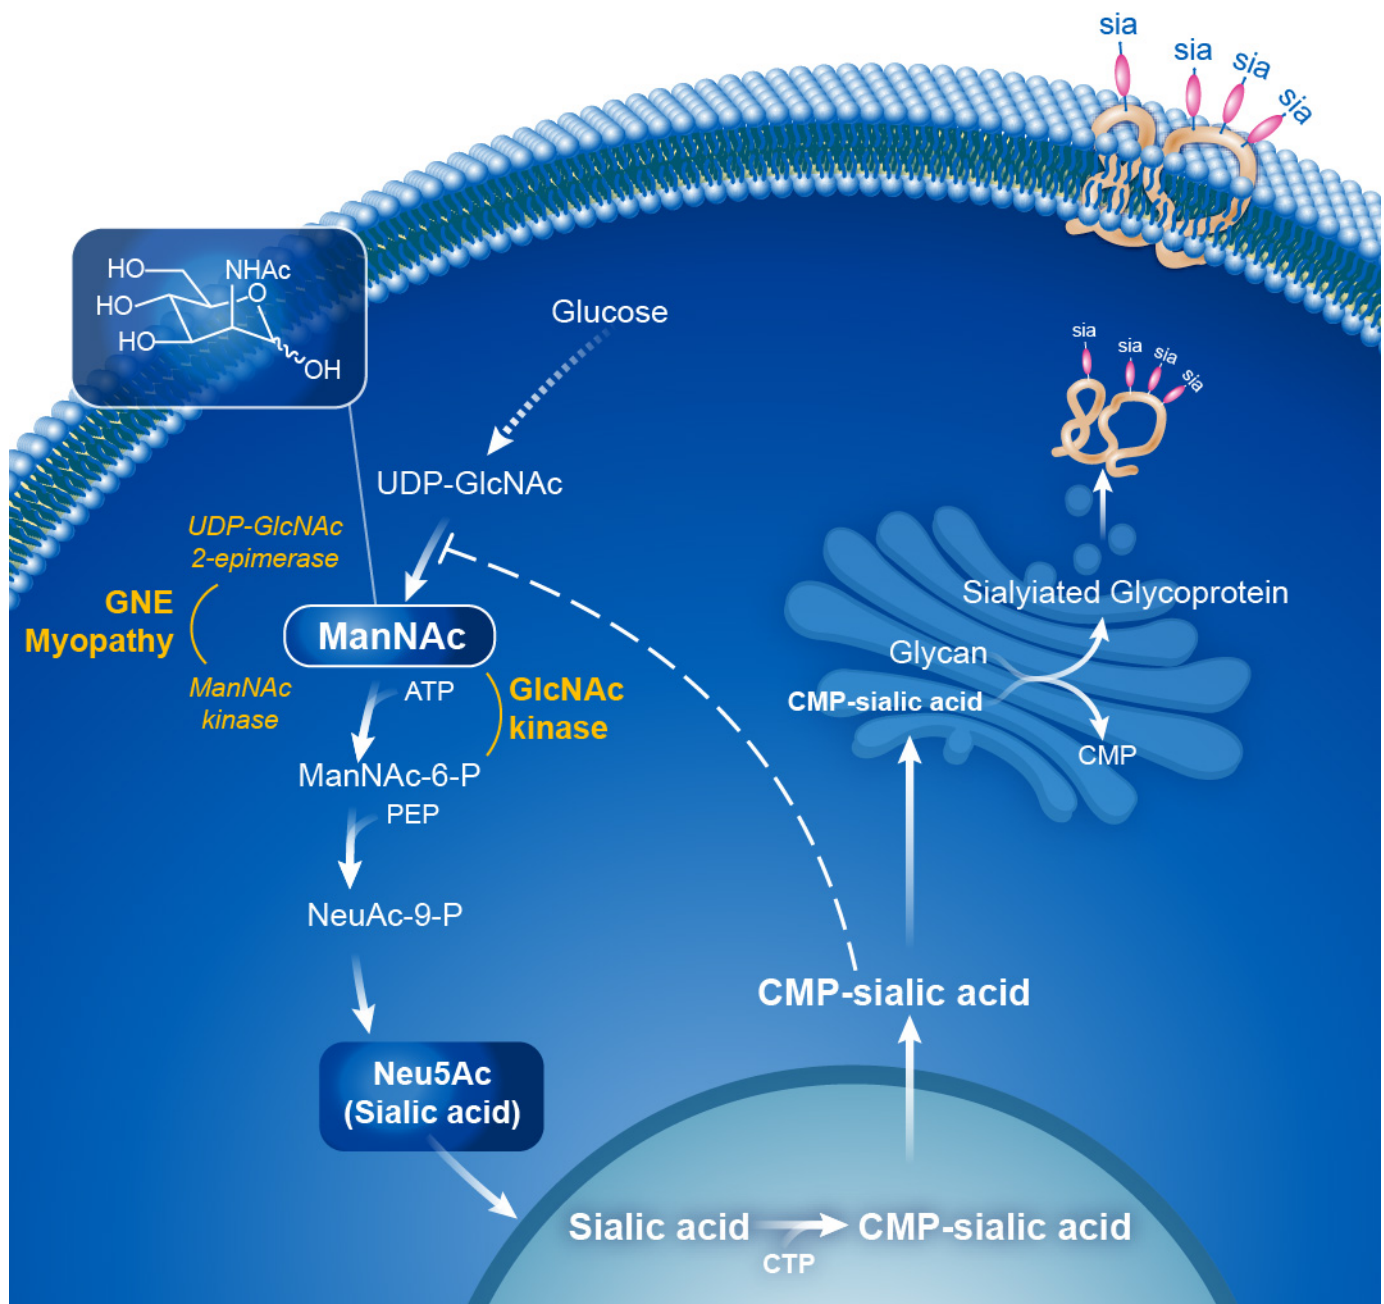 sia
sia
sia
sia
HO
NHAc
O
HO
HO
OH
Glucose
sia
sia
sia
sia
UDP-GlcNAc
UDP-GlcNAc
2-epimerase
GNE
Myopathy
ManNAc
kinase
ManNAc
ATP
GlcNAc
kinase
ManNAc-6-P
PEP
NeuAc-9-P
Neu5Ac
(Sialic acid)
Sialyiated Glycoprotein
Glycan
CMP-sialic acid
CMP
CMP-sialic acid
Sialic acid
CTP
CMP-sialic acid